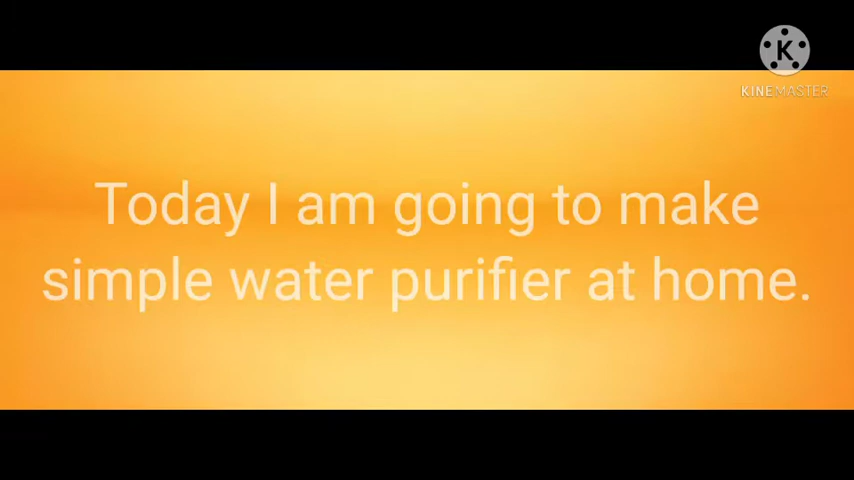 K
KINEMASTER
Today I am going to make
simple water purifier at home.